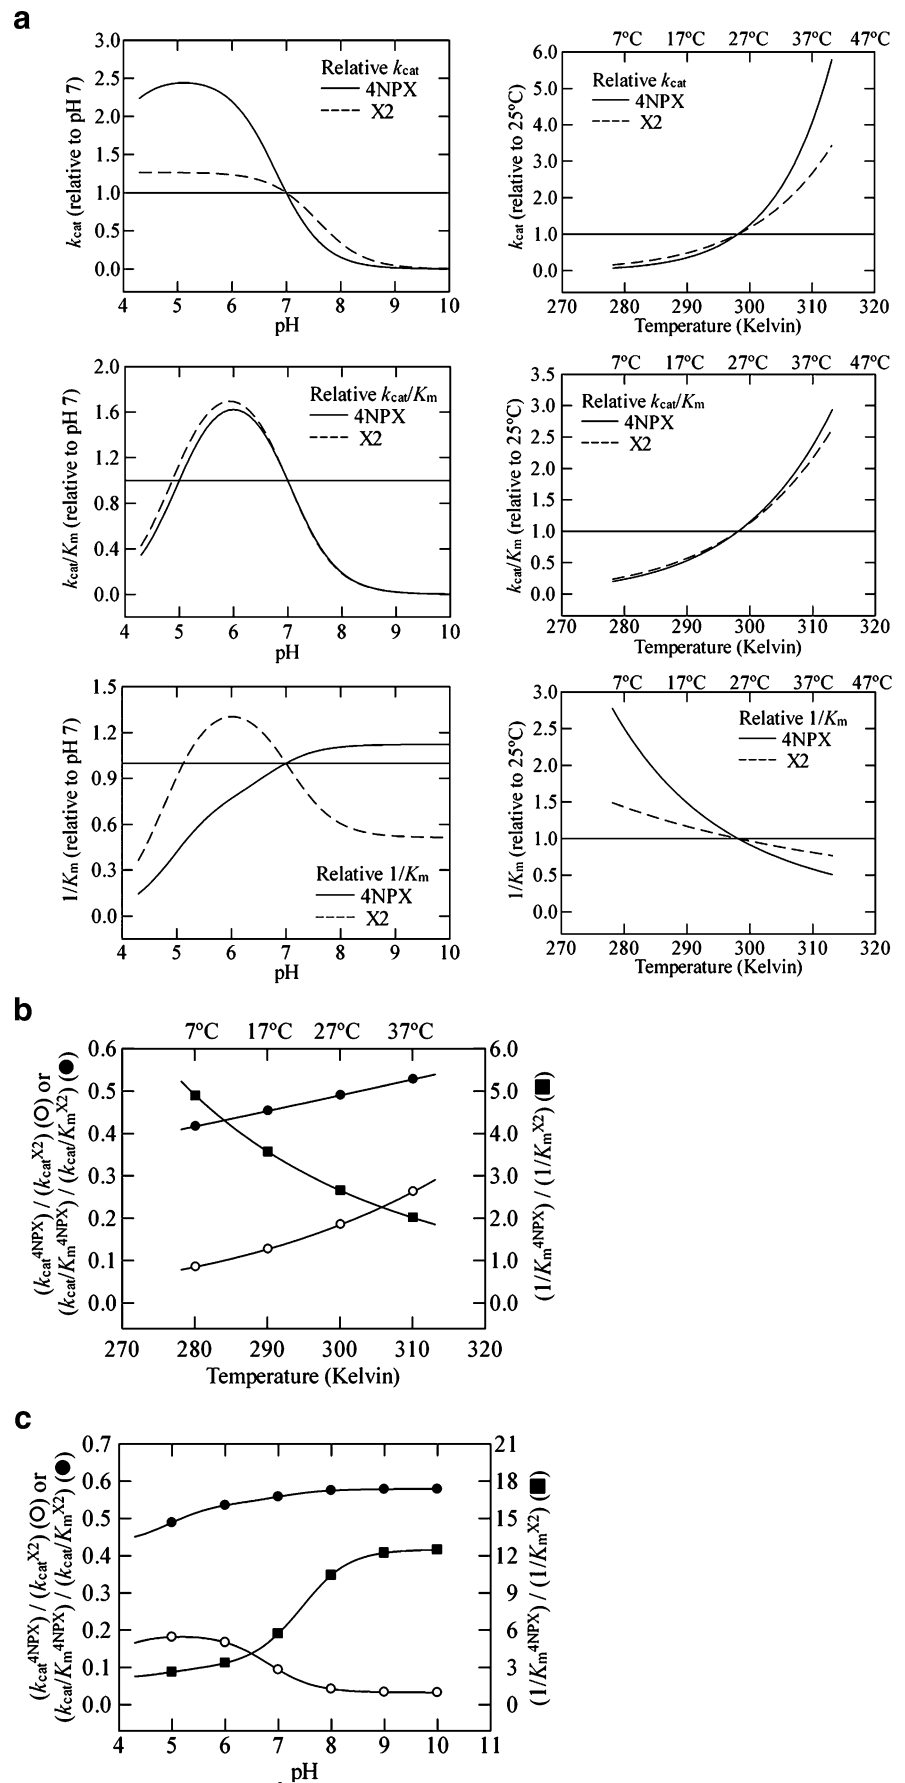 a
3.0
2.5
2.0
1.5
1.0
0.5
0.0
kcat (relative to pH 7)
Relative kcat
4NPX
X2
4 5 6 7 8 9 10
pH
7ºC 17ºC 27ºC 37ºC 47ºC
6.0
5.0
4.0
3.0
2.0
1.0
0.0
kcat (relative to 25ºC)
Relative kcat
4NPX
X2
270 280 290 300 310 320
Temperature (Kelvin)
2.0
1.6
1.2
0.8
0.4
0.0
kcat/Km (relative to pH 7)
Relative kcat/Km
4NPX
X2
4 5 6 7 8 9 10
pH
7ºC 17ºC 27ºC 37ºC 47ºC
3.5
3.0
2.5
2.0
1.5
1.0
0.5
0.0
kcat/Km (relative to 25ºC)
Relative kcat/Km
4NPX
X2
270 280 290 300 310 320
Temperature (Kelvin)
1.5
1.2
0.9
0.6
0.3
0.0
1/Km (relative to pH 7)
Relative 1/Km
4NPX
X2
4 5 6 7 8 9 10
pH
7ºC 17ºC 27ºC 37ºC 47ºC
3.0
2.5
2.0
1.5
1.0
0.5
0.0
1/Km (relative to 25ºC)
Relative 1/Km
4NPX
X2
270 280 290 300 310 320
Temperature (Kelvin)
b
7ºC 17ºC 27ºC 37ºC
0.6
0.5
0.4
0.3
0.2
0.1
0.0
(kcat4NPX) / (kcatX2) (○) or
(kcat/Km4NPX) / (kcat/KmX2) (●)
6.0
5.0
4.0
3.0
2.0
1.0
0.0
(1/Km4NPX) / (1/KmX2) (■)
270 280 290 300 310 320
Temperature (Kelvin)
c
0.7
0.6
0.5
0.4
0.3
0.2
0.1
0.0
(kcat4NPX) / (kcatX2) (○) or
(kcat/Km4NPX) / (kcat/KmX2) (●)
21
18
15
12
9
6
3
0
(1/Km4NPX) / (1/KmX2) (■)
4 5 6 7 8 9 10 11
pH